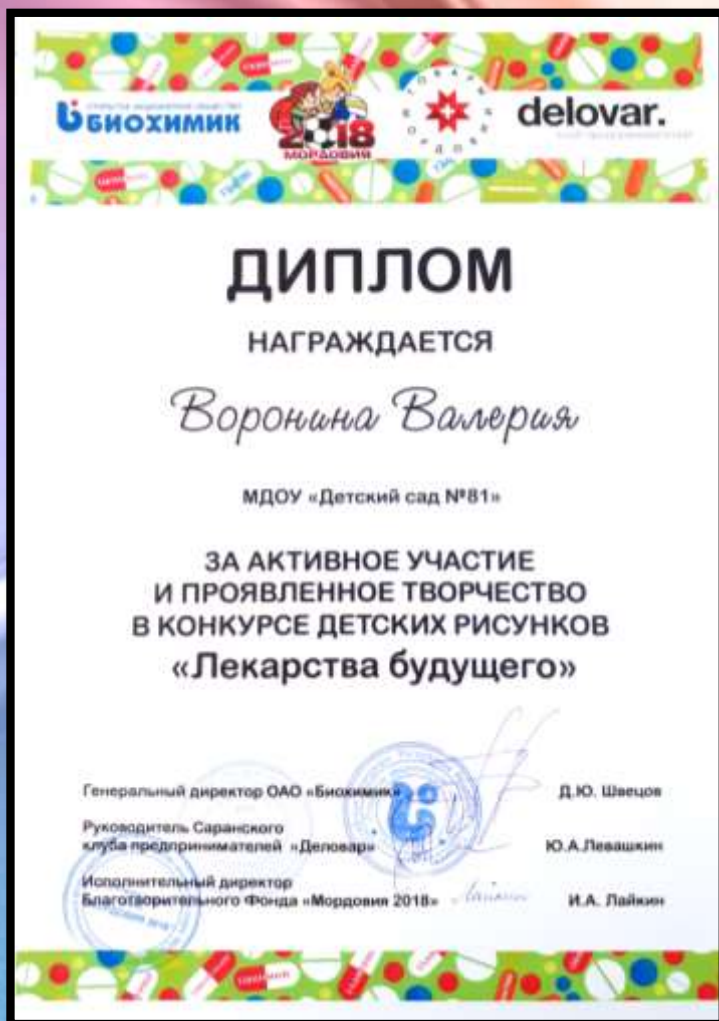 БИОХИМИК
2018
МОРДОВИЯ
ТОВАРЫ МОРДОВИИ
delovar.
ДИПЛОМ
НАГРАЖДАЕТСЯ
Воронина Валерия
МДОУ «Детский сад №81»
ЗА АКТИВНОЕ УЧАСТИЕ
И ПРОЯВЛЕННОЕ ТВОРЧЕСТВО
В КОНКУРСЕ ДЕТСКИХ РИСУНКОВ
«Лекарства будущего»
Генеральный директор ОАО «Биохимик» Д.Ю. Швецов
Руководитель Саранского
клуба предпринимателей «Деловар» Ю.А.Левашкин
Исполнительный директор
Благотворительного Фонда «Мордовия 2018» И.А. Лайкин